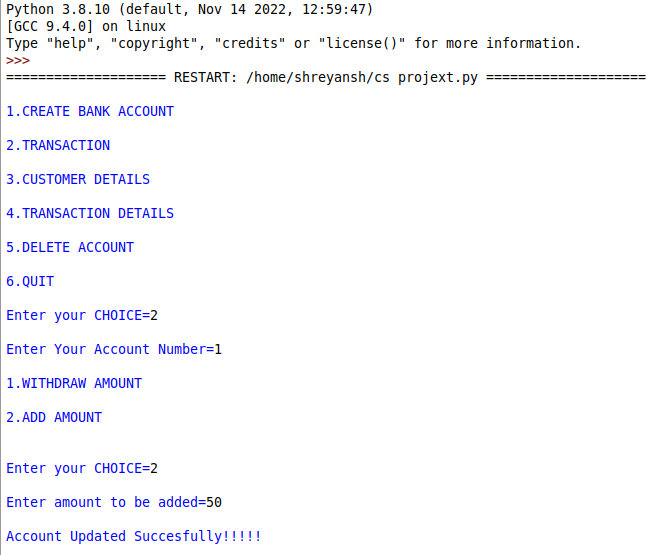 Python 3.8.10 (default, Nov 14 2022, 12:59:47)
[GCC 9.4.0] on linux
Type "help", "copyright", "credits" or "license()" for more information.
>>>
==================== RESTART: /home/shreyansh/cs projext.py ====================
1.CREATE BANK ACCOUNT
2.TRANSACTION
3.CUSTOMER DETAILS
4.TRANSACTION DETAILS
5.DELETE ACCOUNT
6.QUIT
Enter your CHOICE=2
Enter Your Account Number=1
1.WITHDRAW AMOUNT
2.ADD AMOUNT
Enter your CHOICE=2
Enter amount to be added=50
Account Updated Succesfully!!!!!